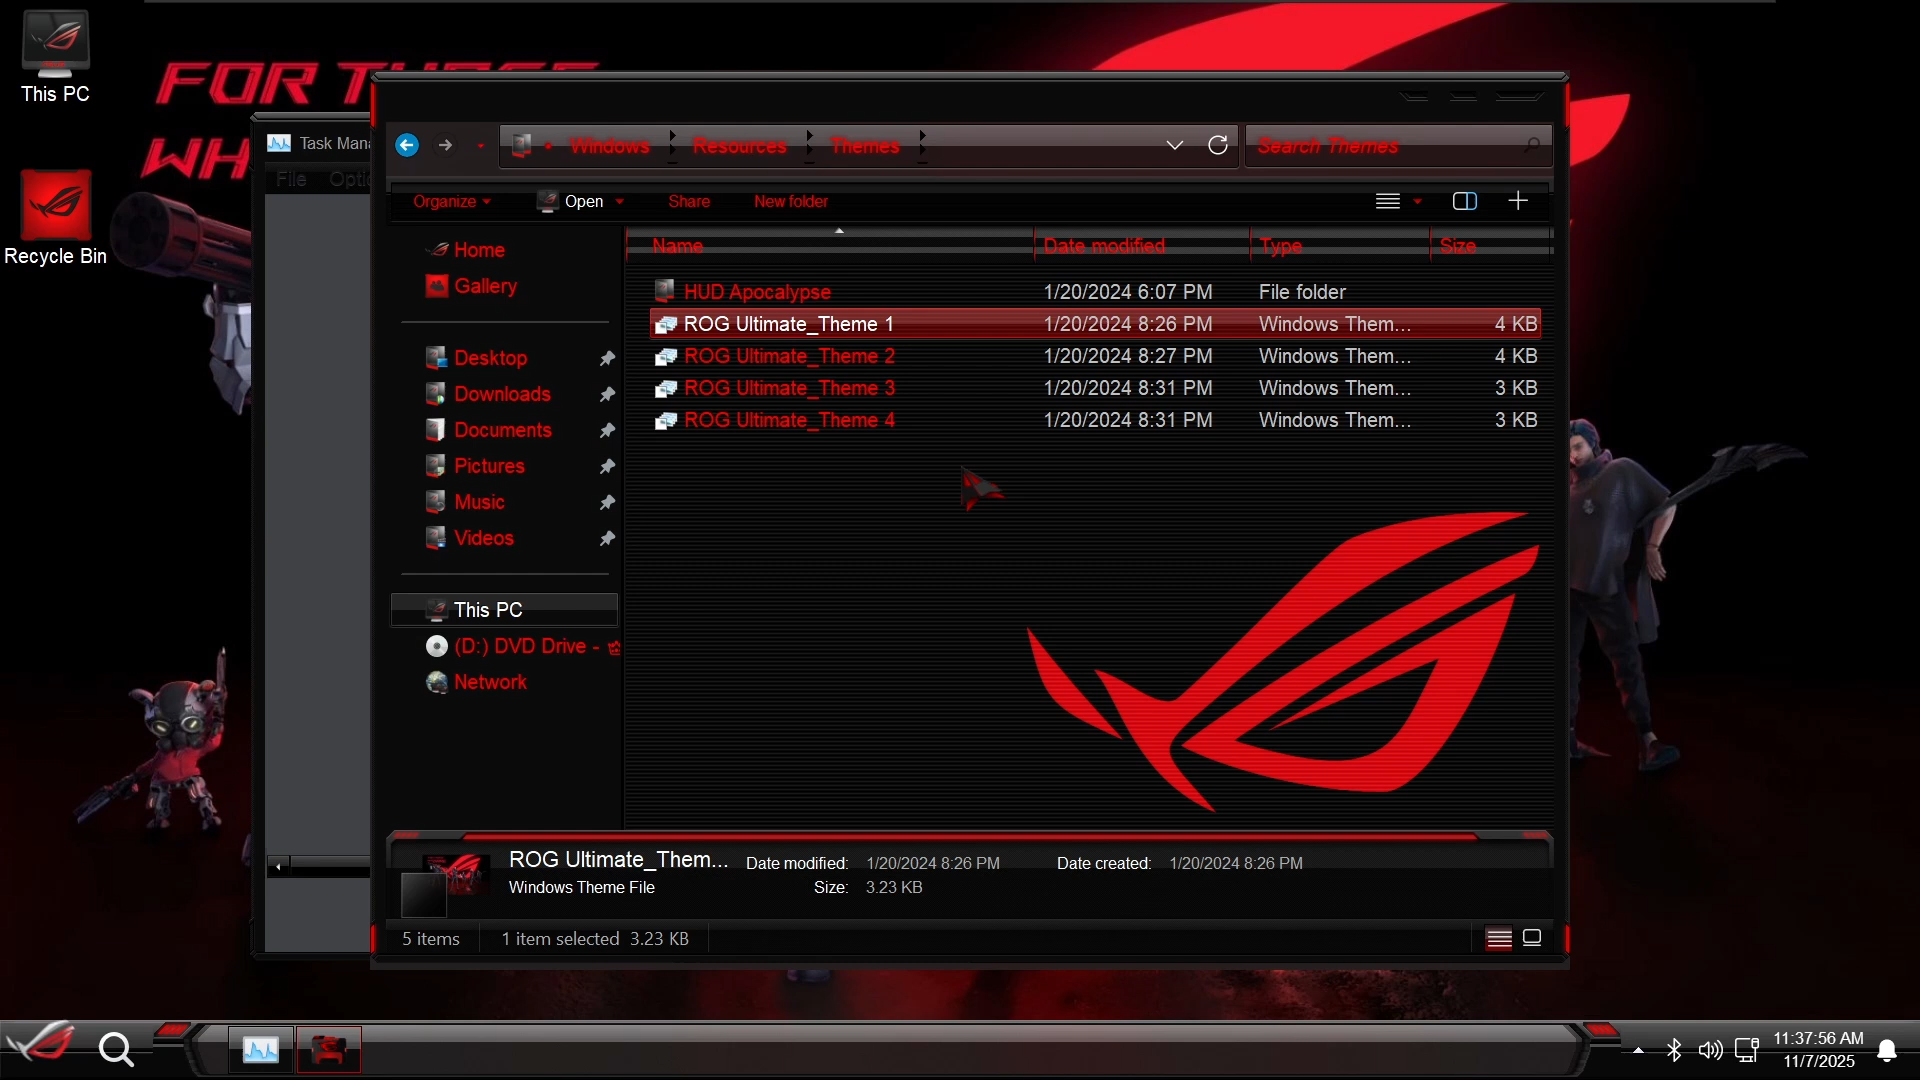 This PC
Recycle Bin
FOR THOSE
WH
Task Man
File Optio
Windows Resources Themes
Search Themes
Organize Open Share New folder
Home
Gallery
Desktop
Downloads
Documents
Pictures
Music
Videos
This PC
(D:) DVD Drive -
Network
Name Date modified Type Size
HUD Apocalypse 1/20/2024 6:07 PM File folder
ROG Ultimate_Theme 1 1/20/2024 8:26 PM Windows Them... 4 KB
ROG Ultimate_Theme 2 1/20/2024 8:27 PM Windows Them... 4 KB
ROG Ultimate_Theme 3 1/20/2024 8:31 PM Windows Them... 3 KB
ROG Ultimate_Theme 4 1/20/2024 8:31 PM Windows Them... 3 KB
ROG Ultimate_Them... Date modified: 1/20/2024 8:26 PM Date created: 1/20/2024 8:26 PM
Windows Theme File Size: 3.23 KB
5 items 1 item selected 3.23 KB
11:37:56 AM
11/7/2025